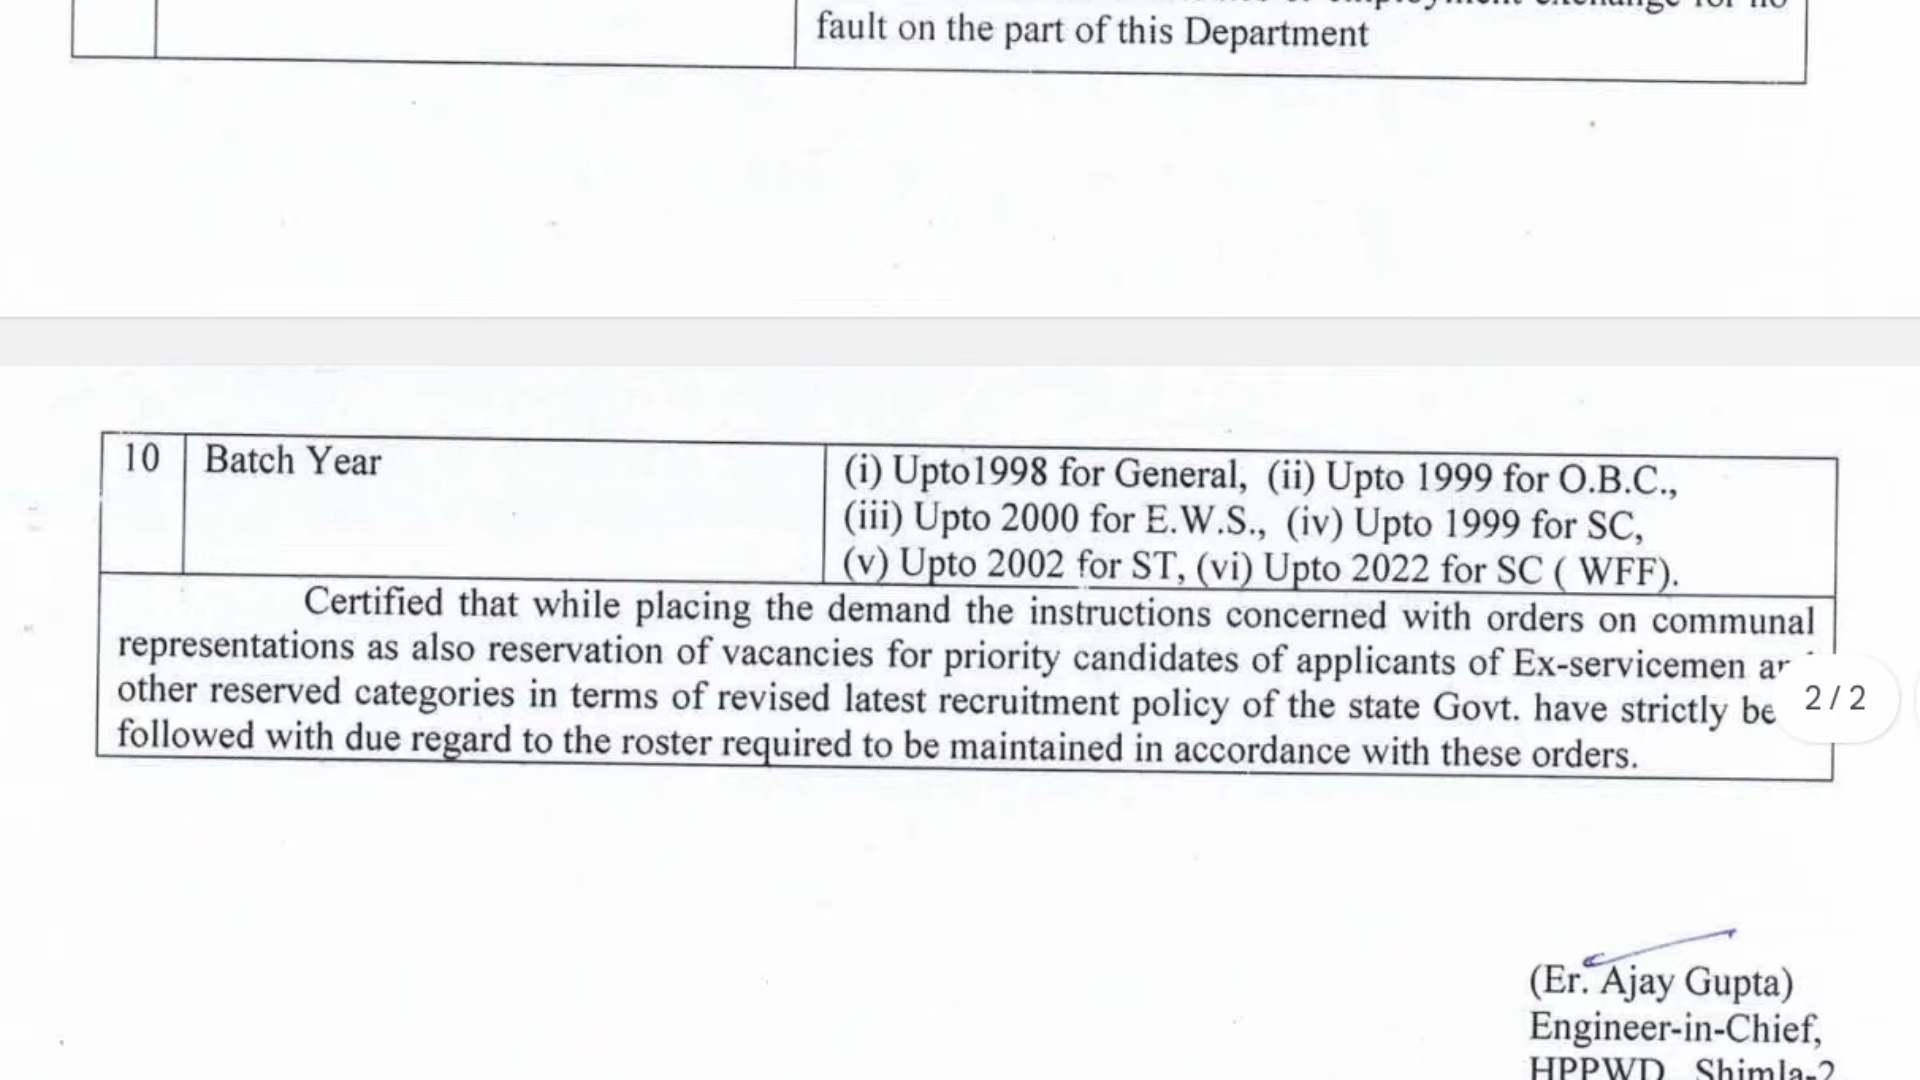 fault on the part of this Department
10 Batch Year (i) Upto1998 for General, (ii) Upto 1999 for O.B.C.,
(iii) Upto 2000 for E.W.S., (iv) Upto 1999 for SC,
(v) Upto 2002 for ST, (vi) Upto 2022 for SC ( WFF).
Certified that while placing the demand the instructions concerned with orders on communal
representations as also reservation of vacancies for priority candidates of applicants of Ex-servicemen
other reserved categories in terms of revised latest recruitment policy of the state Govt. have strictly be
followed with due regard to the roster required to be maintained in accordance with these orders.
2 / 2
(Er. Ajay Gupta)
Engineer-in-Chief,
HPPWD, Shimla-2